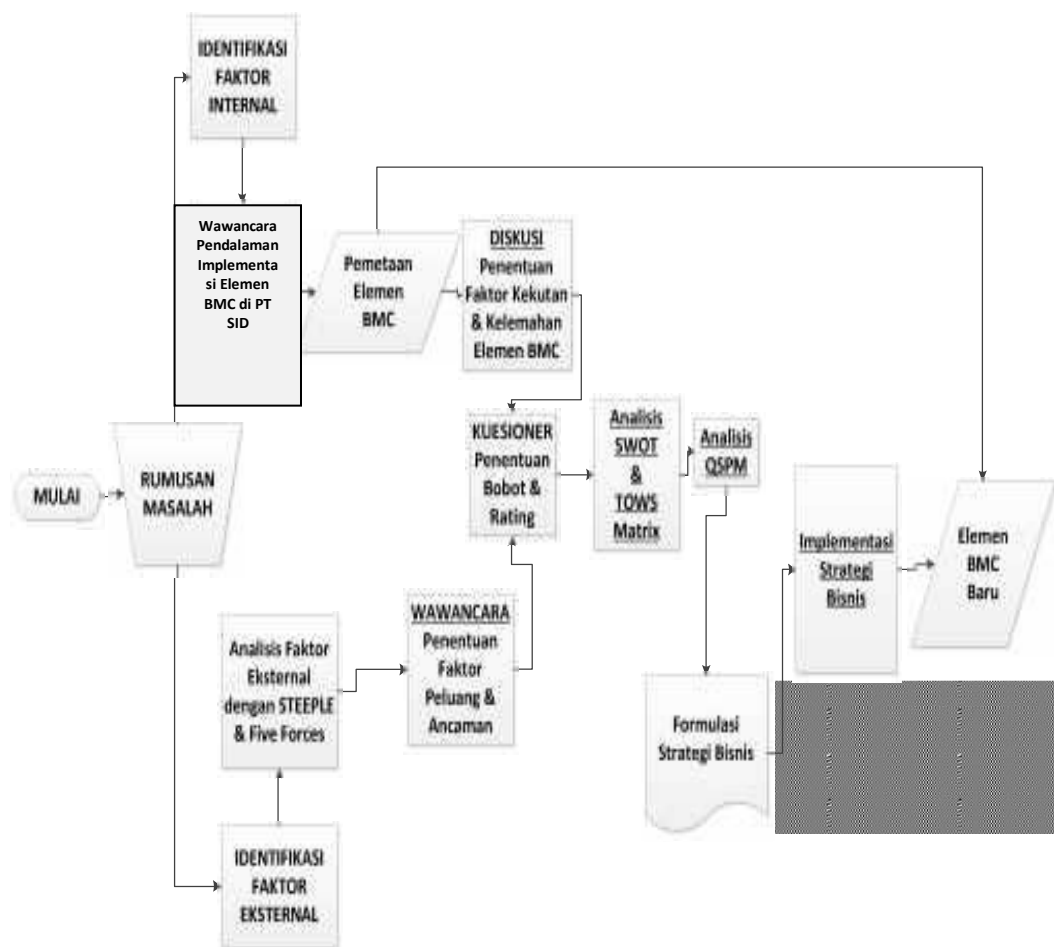 IDENTIFIKASI
FAKTOR
INTERNAL
Wawancara
Pendalaman
Implementa
si Elemen
BMC di PT
SID
Pemetaan
Elemen
BMC
DISKUSI
Penentuan
Faktor Kekutan
& Kelemahan
Elemen BMC
MULAI
RUMUSAN
MASALAH
KUESIONER
Penentuan
Bobot &
Rating
Analisis
SWOT
&
TOWS
Matrix
Analisis
QSPM
Implementasi
Strategi
Bisnis
Elemen
BMC
Baru
Analisis Faktor
Eksternal
dengan STEEPLE
& Five Forces
WAWANCARA
Penentuan
Faktor
Peluang &
Ancaman
Formulasi
Strategi Bisnis
IDENTIFIKASI
FAKTOR
EKSTERNAL